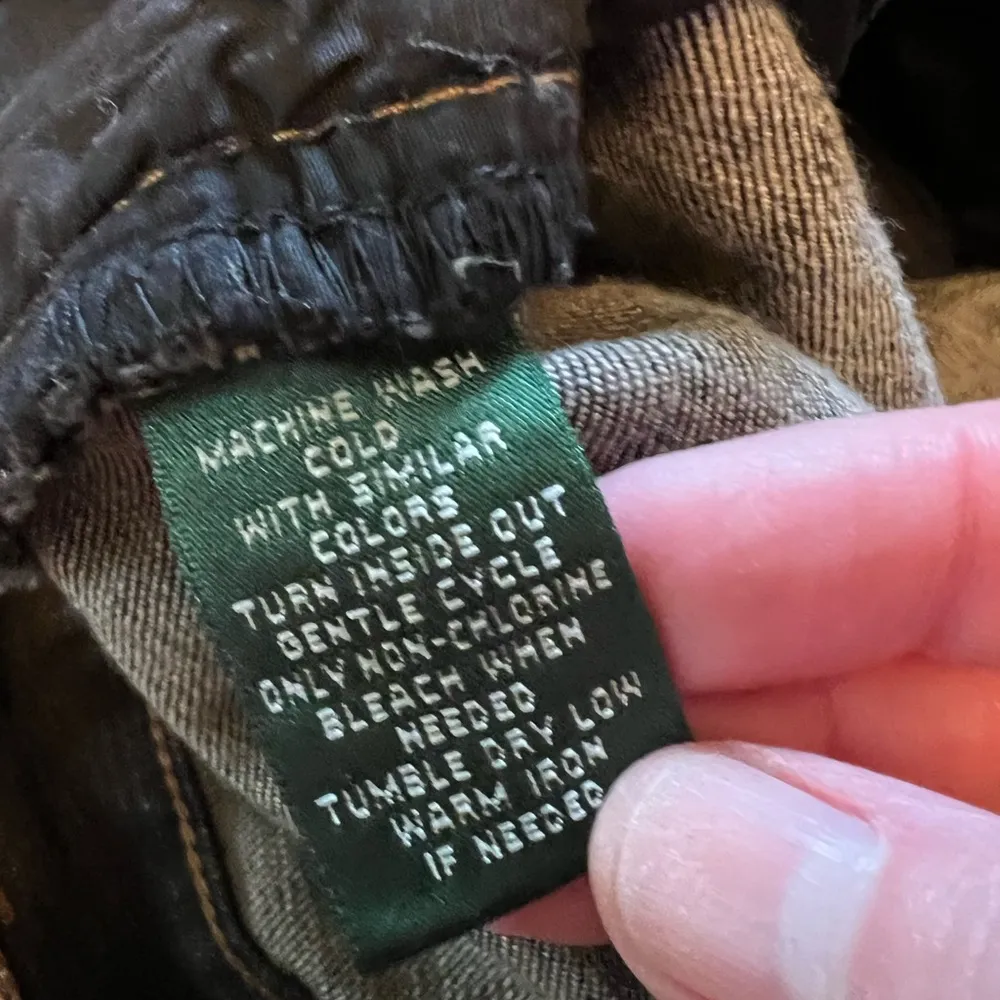 MACHINE WASH
COLD
WITH SIMILAR
COLORS
TURN INSIDE OUT
GENTLE CYCLE
ONLY NON-CHLORINE
BLEACH WHEN
NEEDED
TUMBLE DRY LOW
WARM IRON
IF NEEDED